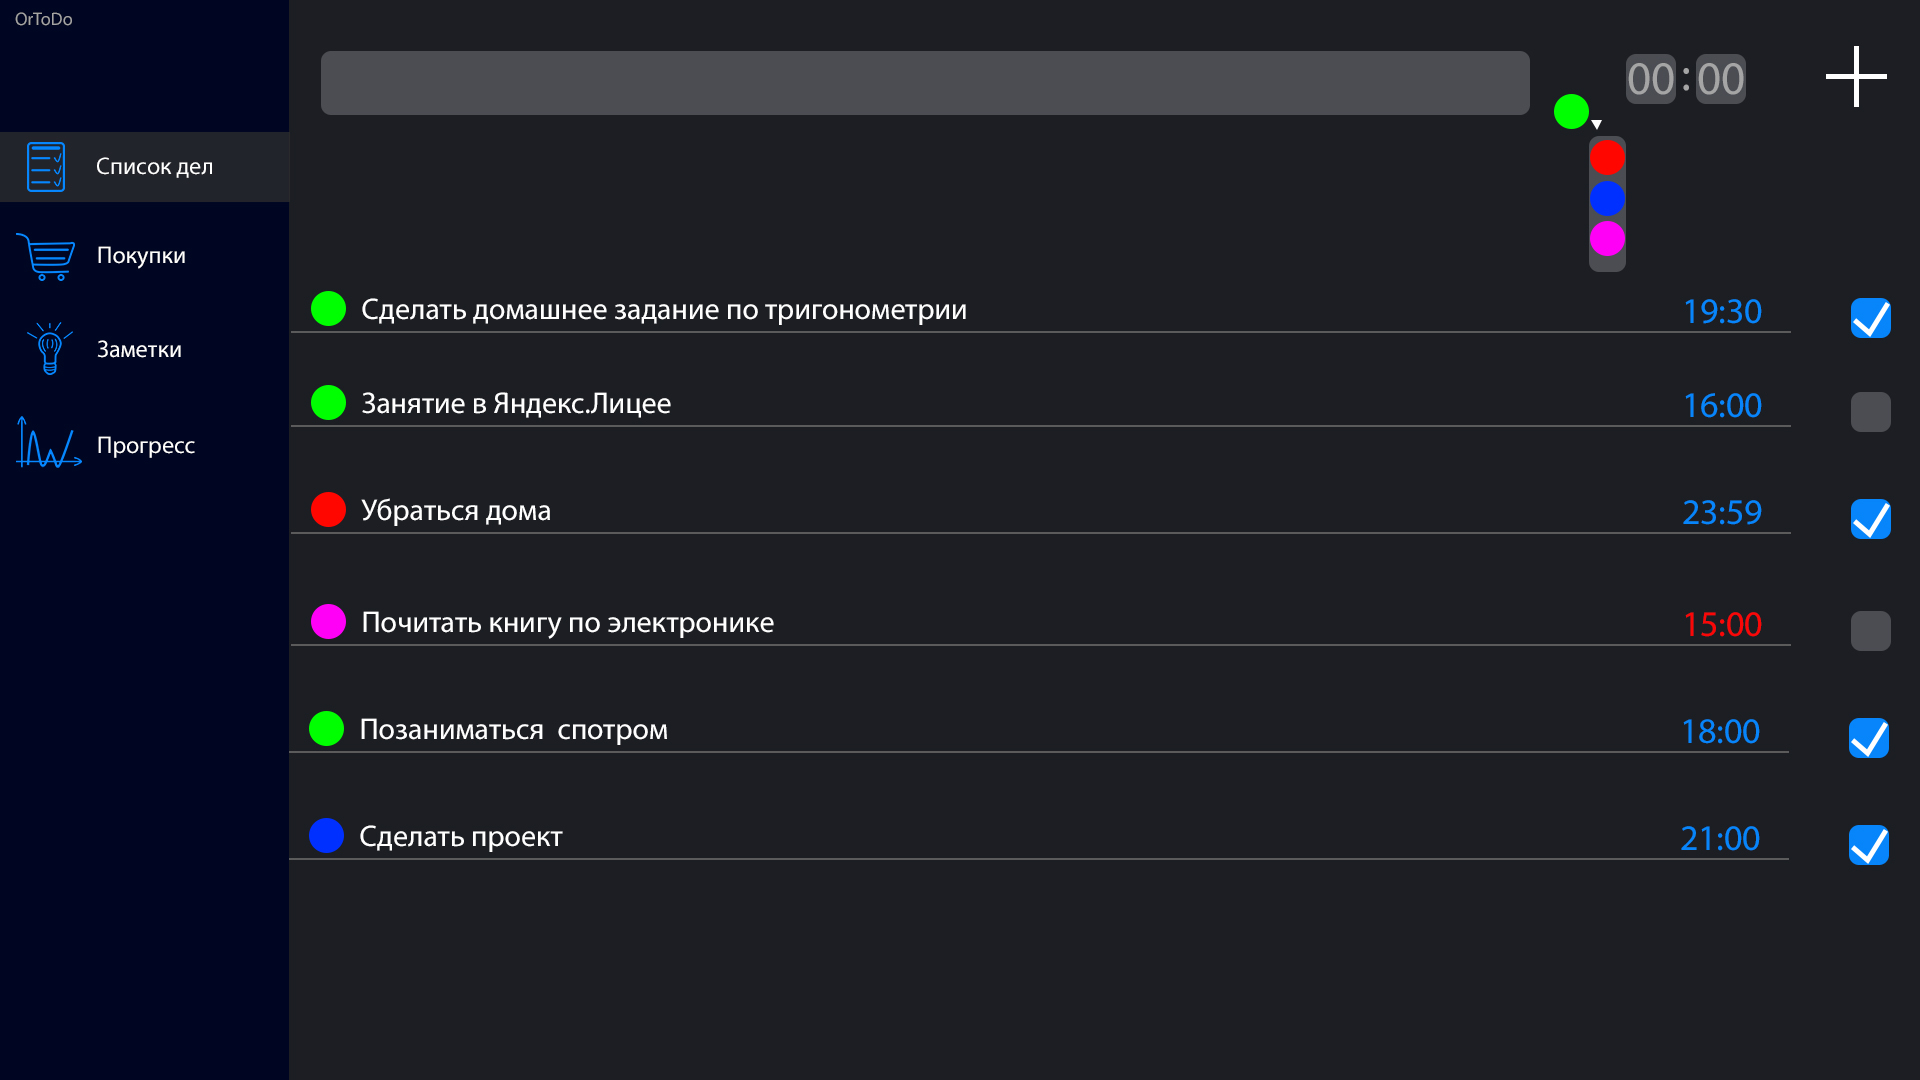 OrToDo
00:00
Список дел
Покупки
Заметки
Прогресс
Сделать домашнее задание по тригонометрии 19:30
Занятие в Яндекс.Лицее 16:00
Убраться дома 23:59
Почитать книгу по электронике 15:00
Позаниматься  спотром 18:00
Сделать проект 21:00